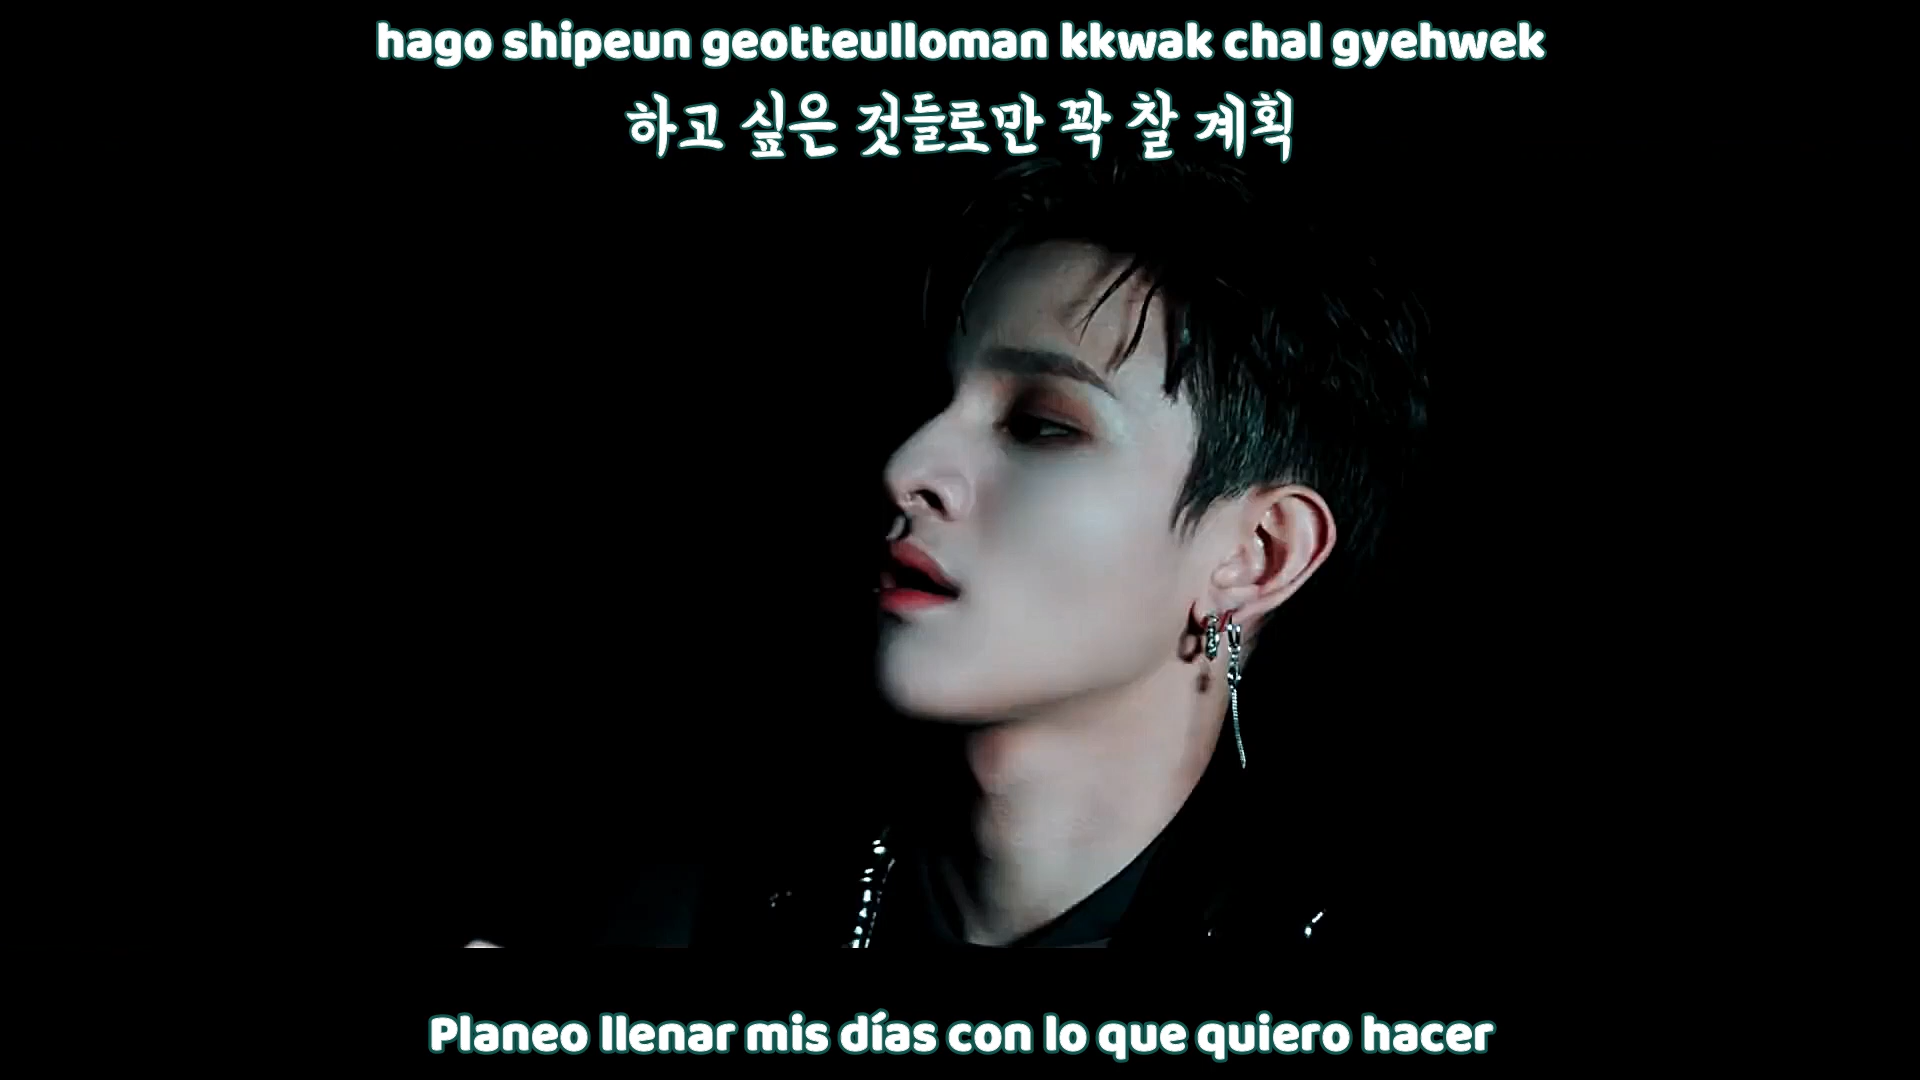 hago shipeun geotteulloman kkwak chal gyehwek
하고 싶은 것들로만 꽉 찰 계획
Planeo llenar mis días con lo que quiero hacer